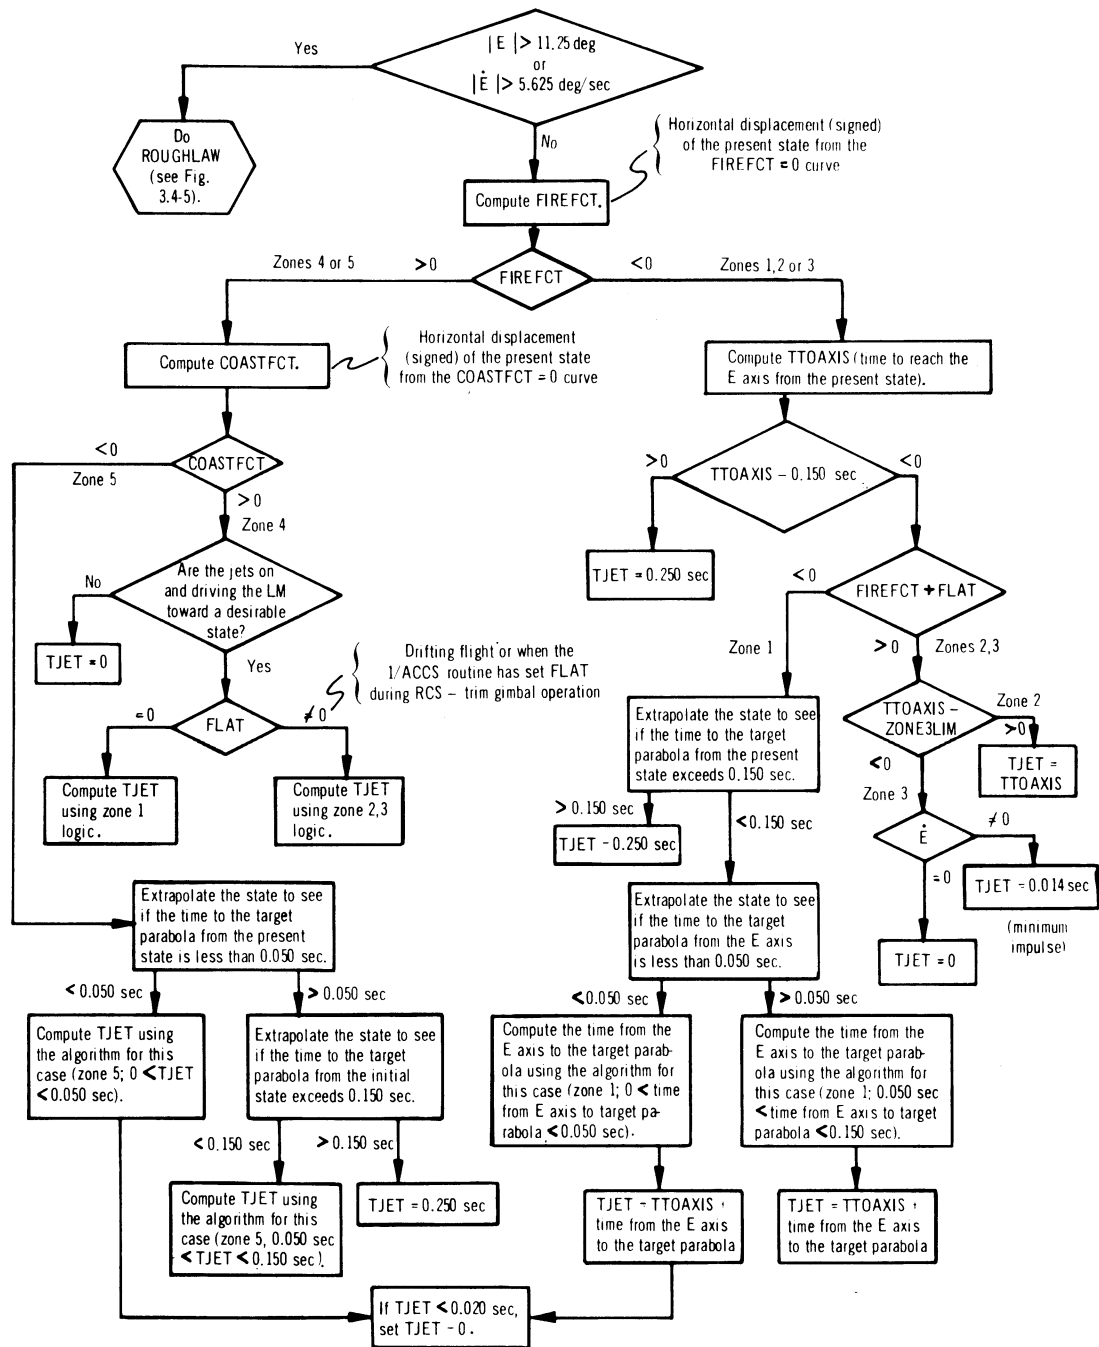 |E| > 11.25 deg
or
|Ė| > 5.625 deg/sec
Yes
No
Do
ROUGHLAW
(see Fig.
3.4-5).
Horizontal displacement (signed)
of the present state from the
FIREFCT = 0 curve
Compute FIREFCT.
Zones 4 or 5
>0
FIREFCT
<0
Zones 1,2 or 3
Compute COASTFCT.
Horizontal displacement
(signed) of the present state
from the COASTFCT = 0 curve
Compute TTOAXIS (time to reach the
E axis from the present state).
<0
Zone 5
COASTFCT
>0
Zone 4
>0
TTOAXIS – 0.150 sec
<0
TJET = 0.250 sec
No
Are the jets on
and driving the LM
toward a desirable
state?
Yes
TJET = 0
<0
FIREFCT + FLAT
Zone 1
>0
Zones 2,3
Drifting flight or when the
1/ACCS routine has set FLAT
during RCS – trim gimbal operation
=0
FLAT
≠0
Compute TJET
using zone 1
logic.
Compute TJET
using zone 2,3
logic.
Extrapolate the state to see
if the time to the target
parabola from the present
state exceeds 0.150 sec.
TTOAXIS –
ZONE3LIM
Zone 2
>0
TJET =
TTOAXIS
<0
Zone 3
> 0.150 sec
<0.150 sec
TJET – 0.250 sec
Ė
≠0
=0
TJET = 0.014 sec
(minimum
impulse)
TJET = 0
Extrapolate the state to see
if the time to the target
parabola from the present
state is less than 0.050 sec.
Extrapolate the state to see
if the time to the target
parabola from the E axis
is less than 0.050 sec.
<0.050 sec
>0.050 sec
<0.050 sec
>0.050 sec
Compute TJET using
the algorithm for this
case (zone 5; 0 <TJET
<0.050 sec).
Extrapolate the state to see
if the time to the target
parabola from the initial
state exceeds 0.150 sec.
Compute the time from the
E axis to the target parab-
ola using the algorithm for
this case (zone 1; 0 < time
from E axis to target pa-
rabola <0.050 sec).
Compute the time from the
E axis to the target parab-
ola using the algorithm for
this case (zone 1; 0.050 sec
<time from E axis to target
parabola <0.150 sec).
<0.150 sec
>0.150 sec
Compute TJET using
the algorithm for this
case (zone 5, 0.050 sec
<TJET <0.150 sec).
TJET = 0.250 sec
TJET – TTOAXIS +
time from the E axis
to the target parabola
TJET = TTOAXIS +
time from the E axis
to the target parabola
If TJET <0.020 sec,
set TJET – 0.